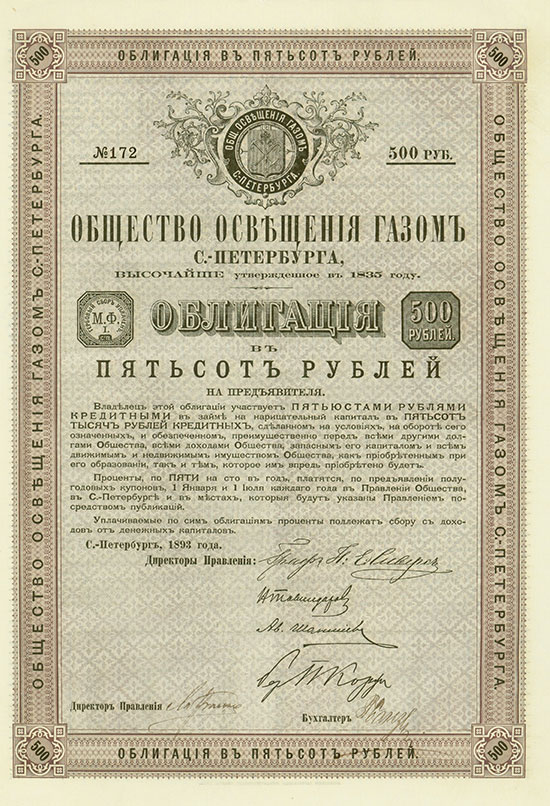 500
ОБЛИГАЦІЯ ВЪ ПЯТЬСОТЪ РУБЛЕЙ.
500
ОБЩЕСТВО ОСВѢЩЕНІЯ ГАЗОМЪ С.-ПЕТЕРБУРГА.
ОБЩЕСТВО ОСВѢЩЕНІЯ ГАЗОМЪ С.-ПЕТЕРБУРГА.
ОБЩ. ОСВѢЩЕНІЯ ГАЗОМЪ
С.-ПЕТЕРБУРГА.
№172
500 РУБ.
ОБЩЕСТВО ОСВѢЩЕНІЯ ГАЗОМЪ
С.-ПЕТЕРБУРГА,
ВЫСОЧАЙШЕ утвержденное въ 1835 году.
М.Ф.
I.
ОБЛИГАЦІЯ
500
РУБЛЕЙ.
ВЪ
ПЯТЬСОТЪ РУБЛЕЙ
НА ПРЕДЪЯВИТЕЛЯ.
Владѣлецъ этой облигаціи участвуетъ ПЯТЬЮСТАМИ РУБЛЯМИ
КРЕДИТНЫМИ въ займѣ на нарицательный капиталъ въ ПЯТЬСОТЪ
ТЫСЯЧЪ РУБЛЕЙ КРЕДИТНЫХЪ, сдѣланномъ на условіяхъ, на оборотѣ сего
означенныхъ, и обезпеченномъ, преимущественно передъ всѣми другими дол-
гами Общества, всѣми доходами Общества, запаснымъ его капиталомъ и всѣмъ
движимымъ и недвижимымъ имуществомъ Общества, какъ пріобрѣтеннымъ при
его образованіи, такъ и тѣмъ, которое имъ впредь пріобрѣтено будетъ.
Проценты, по ПЯТИ на сто въ годъ, платятся, по предъявленіи полу-
годовыхъ купоновъ, 1 Января и 1 Іюля каждаго года въ Правленіи Общества,
въ С.-Петербургѣ и въ мѣстахъ, которыя будутъ указаны Правленіемъ по-
средствомъ публикацій.
Уплачиваемые по симъ облигаціямъ проценты подлежатъ сбору съ дохо-
довъ отъ денежныхъ капиталовъ.
С.-Петербургъ, 1893 года.
Директоры Правленія:
Директоръ Правленія
Бухгалтеръ
500
ОБЛИГАЦІЯ ВЪ ПЯТЬСОТЪ РУБЛЕЙ.
500